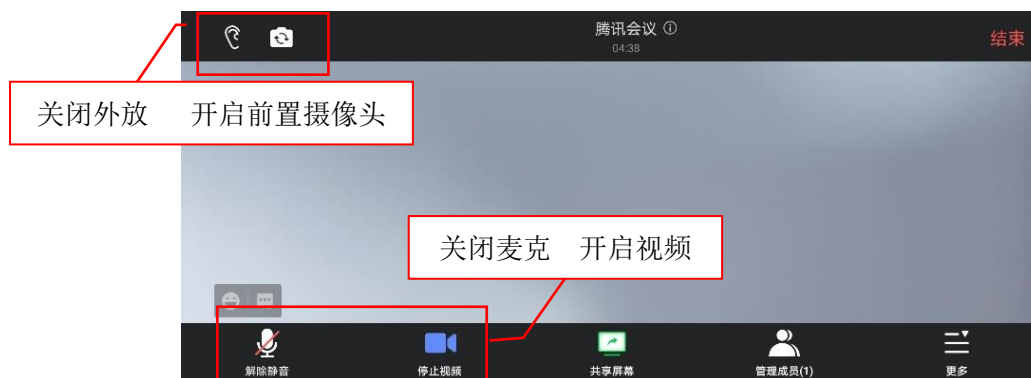 腾讯会议
04:38
结束
关闭外放 开启前置摄像头
关闭麦克 开启视频
解除静音
停止视频
共享屏幕
管理成员(1)
更多